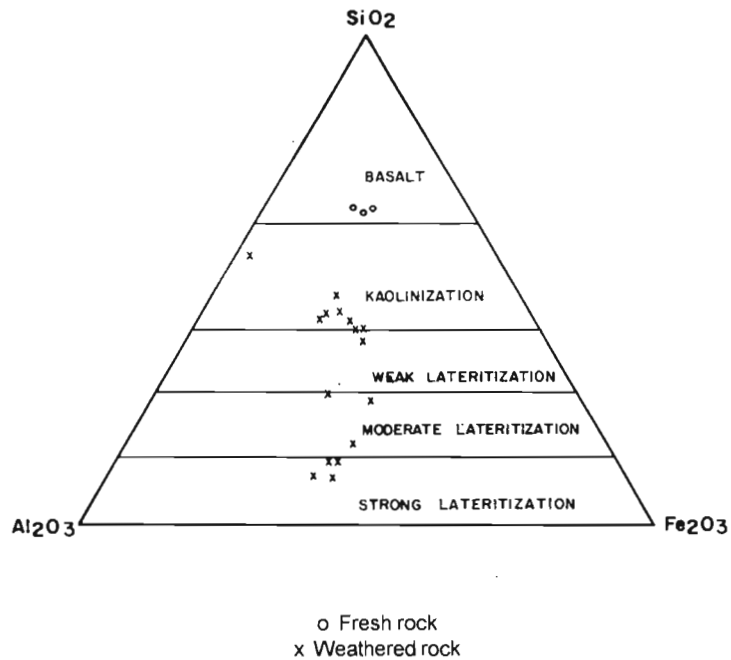 SiO2
BASALT
KAOLINIZATION
WEAK LATERITIZATION
MODERATE LATERITIZATION
STRONG LATERITIZATION
Al2O3
Fe2O3
o Fresh rock
x Weathered rock